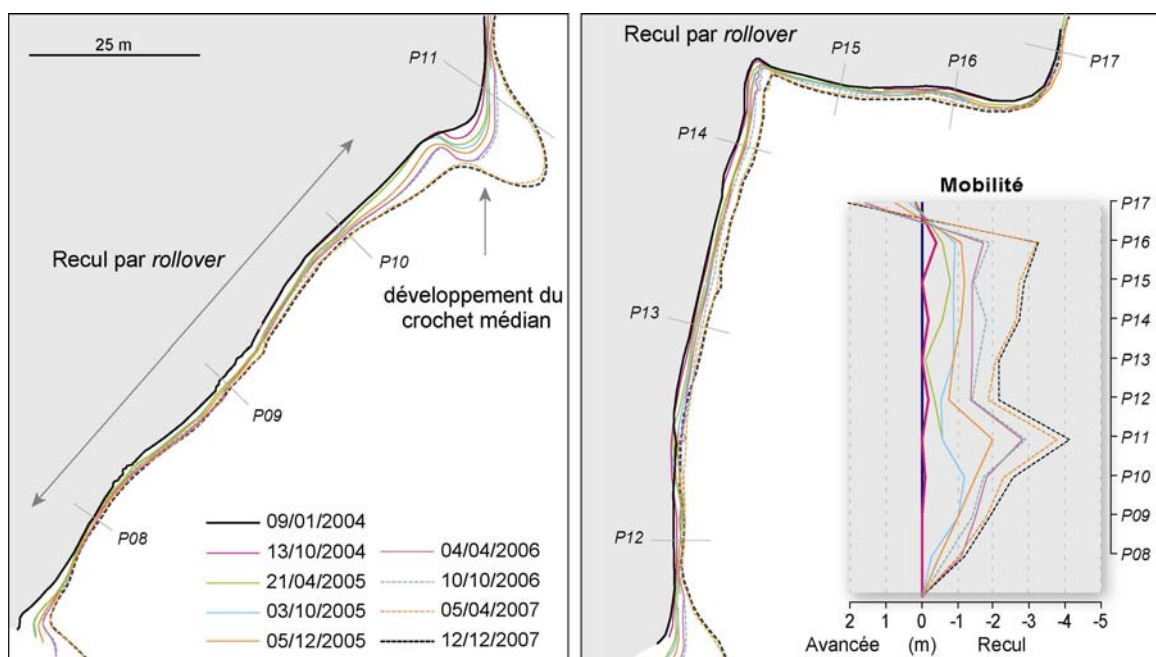 25 m
P11
Recul par rollover
P10
développement du
crochet médian
P09
P08
09/01/2004
13/10/2004
21/04/2005
03/10/2005
05/12/2005
04/04/2006
10/10/2006
05/04/2007
12/12/2007
Recul par rollover
P15
P16
P17
P14
P13
P12
Mobilité
P17
P16
P15
P14
P13
P12
P11
P10
P09
P08
2 1 0 -1 -2 -3 -4 -5
Avancée (m) Recul